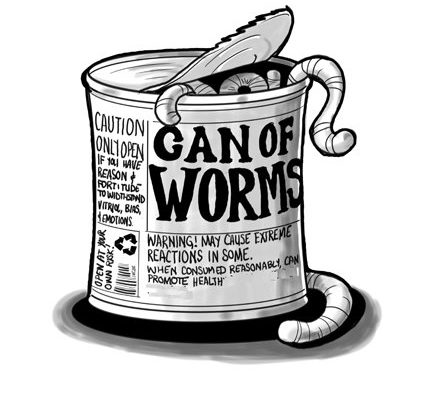 CAUTION
ONLY OPEN
IF YOU HAVE
REASON &
FORTITUDE
TO WIDTHSTAND
VITRIOL, BIAS,
& EMOTIONS.
OPEN AT YOUR
OWN RISK.
CAN OF
WORMS
WARNING! MAY CAUSE EXTREME
REACTIONS IN SOME.
WHEN CONSUMED REASONABLY, CAN
PROMOTE HEALTH